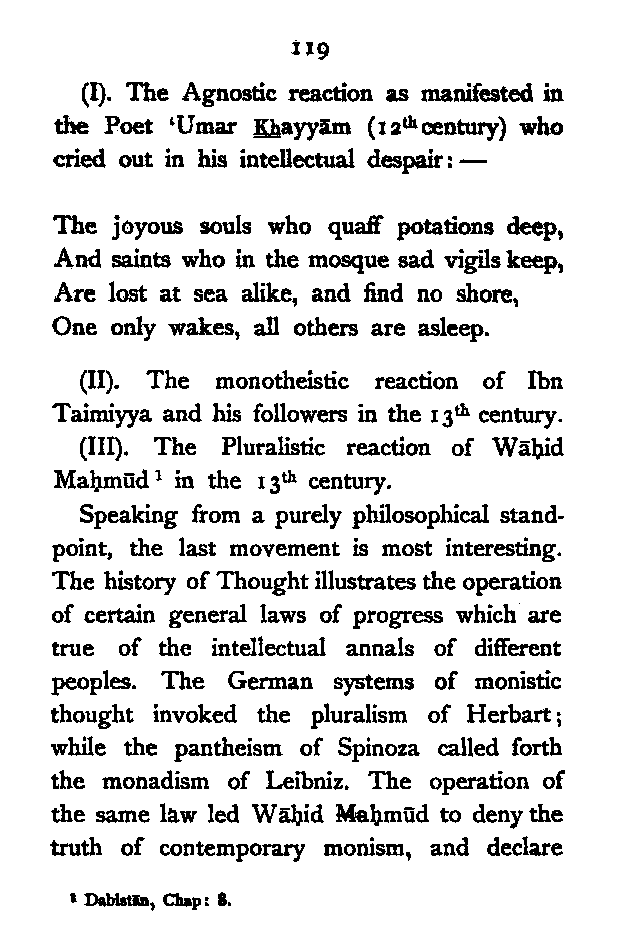 119
(I). The Agnostic reaction as manifested in
the Poet ‘Umar K͟hayyām (12th century) who
cried out in his intellectual despair: —
The joyous souls who quaff potations deep,
And saints who in the mosque sad vigils keep,
Are lost at sea alike, and find no shore,
One only wakes, all others are asleep.
(II). The monotheistic reaction of Ibn
Taimiyya and his followers in the 13th century.
(III). The Pluralistic reaction of Wāḥid
Maḥmūd 1 in the 13th century.
Speaking from a purely philosophical stand-
point, the last movement is most interesting.
The history of Thought illustrates the operation
of certain general laws of progress which are
true of the intellectual annals of different
peoples. The German systems of monistic
thought invoked the pluralism of Herbart;
while the pantheism of Spinoza called forth
the monadism of Leibniz. The operation of
the same law led Wāḥid Maḥmūd to deny the
truth of contemporary monism, and declare
1 Dabistān, Chap: 8.